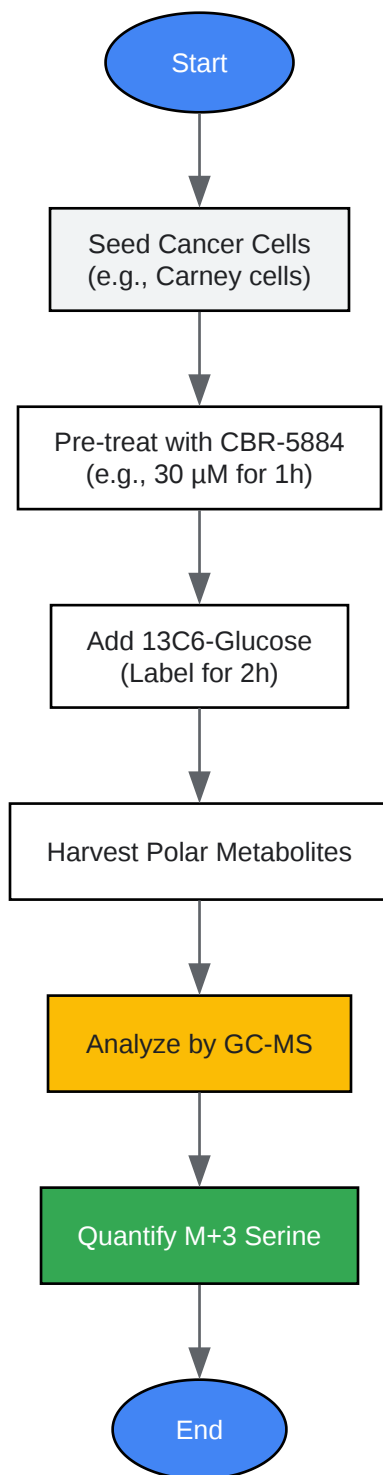 Start
Seed Cancer Cells
(e.g., Carney cells)
Pre-treat with CBR-5884
(e.g., 30 µM for 1h)
Add 13C6-Glucose
(Label for 2h)
Harvest Polar Metabolites
Analyze by GC-MS
Quantify M+3 Serine
End